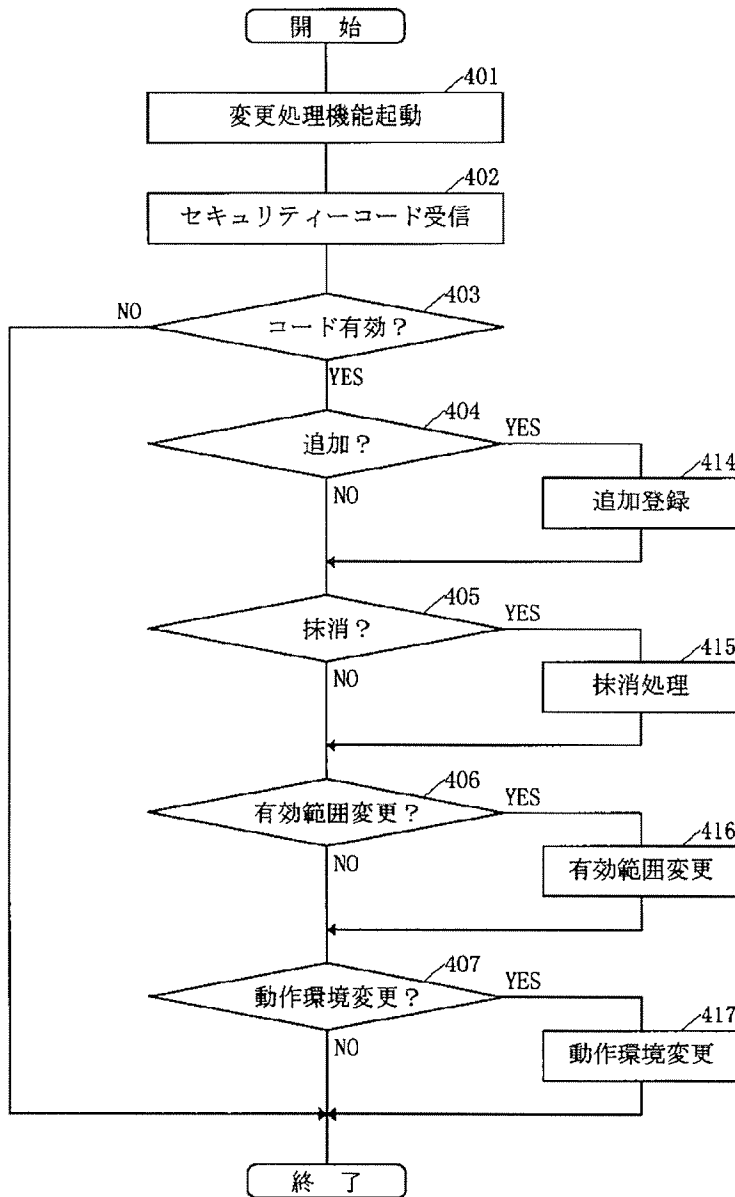 開 始
401
変更処理機能起動
402
セキュリティーコード受信
403
NO
コード有効？
YES
404
追加？
YES
414
追加登録
NO
405
抹消？
YES
415
抹消処理
NO
406
有効範囲変更？
YES
416
有効範囲変更
NO
407
動作環境変更？
YES
417
動作環境変更
NO
終 了